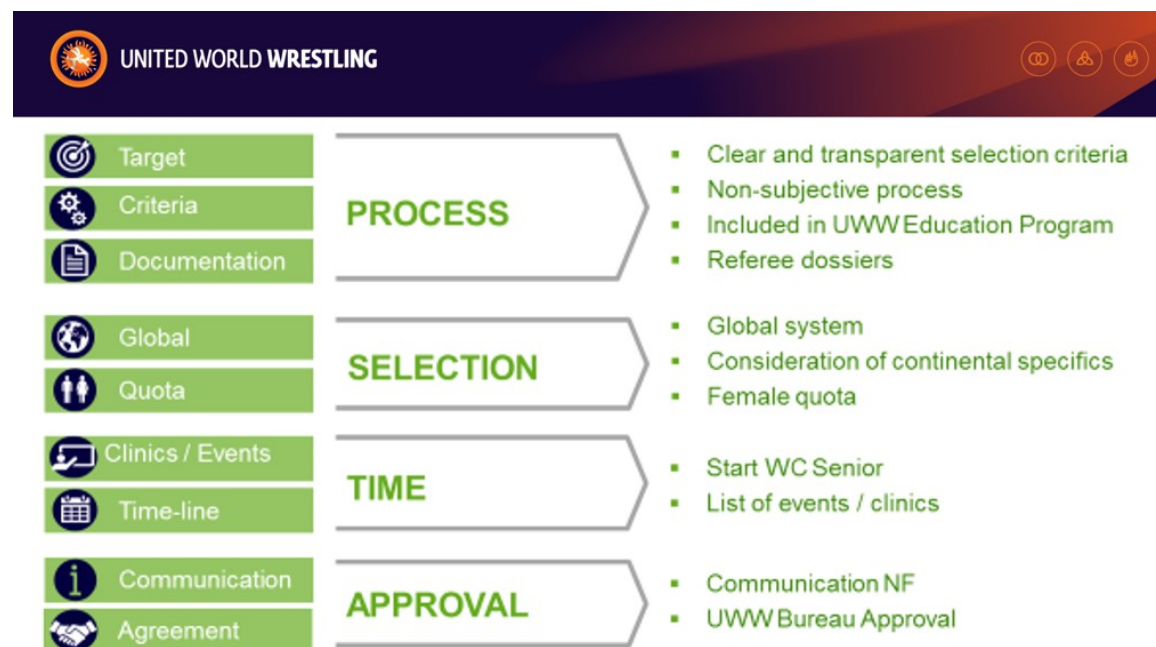 UNITED WORLD WRESTLING
Target
Criteria
Documentation
PROCESS
▪ Clear and transparent selection criteria
▪ Non-subjective process
▪ Included in UWW Education Program
▪ Referee dossiers
Global
Quota
SELECTION
▪ Global system
▪ Consideration of continental specifics
▪ Female quota
Clinics / Events
Time-line
TIME
▪ Start WC Senior
▪ List of events / clinics
Communication
Agreement
APPROVAL
▪ Communication NF
▪ UWW Bureau Approval